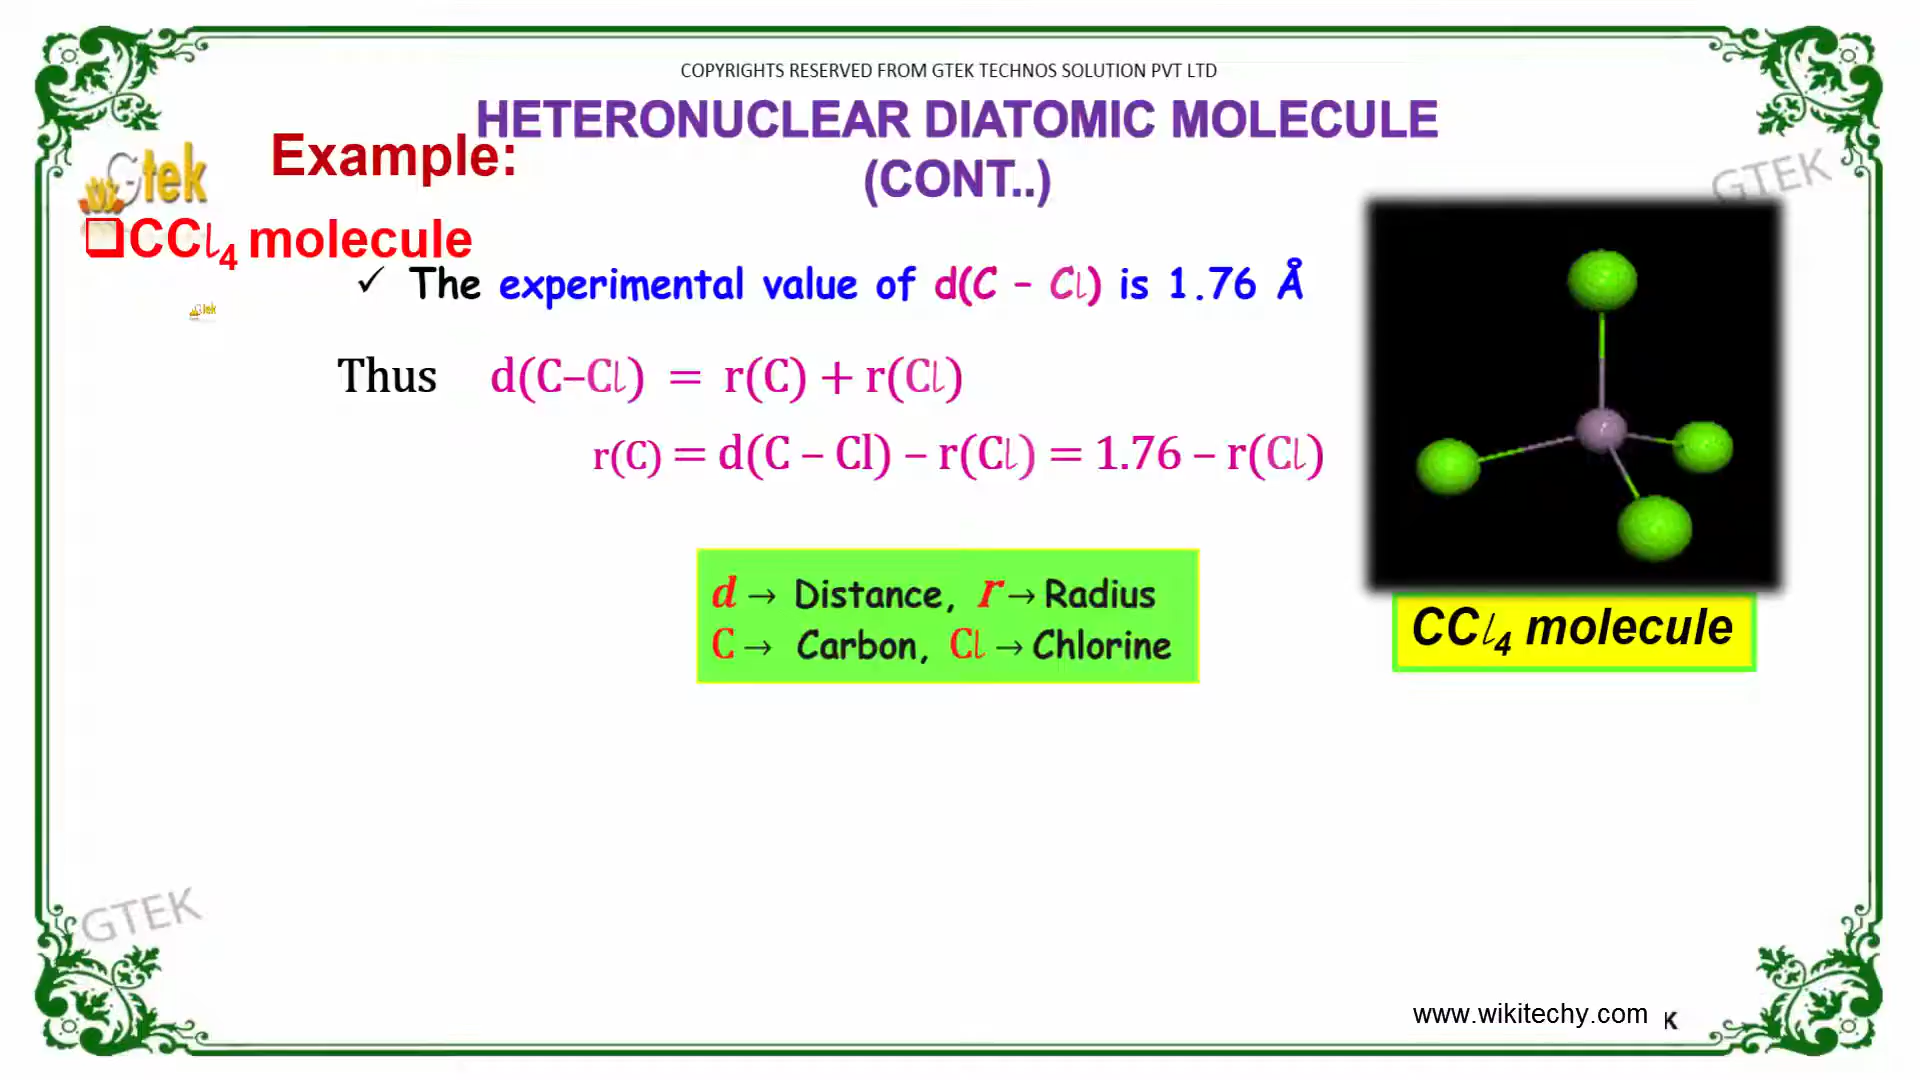 COPYRIGHTS RESERVED FROM GTEK TECHNOS SOLUTION PVT LTD
HETERONUCLEAR DIATOMIC MOLECULE
(CONT..)
Example:
Gtek
GTEK
❑CCl₄ molecule
✓ The experimental value of d(C – Cl) is 1.76 Å
Gtek
Thus d(C–Cl) = r(C) + r(Cl)
r(C) = d(C – Cl) – r(Cl) = 1.76 – r(Cl)
d → Distance, r → Radius
C → Carbon, Cl → Chlorine
CCl₄ molecule
GTEK
www.wikitechy.com K